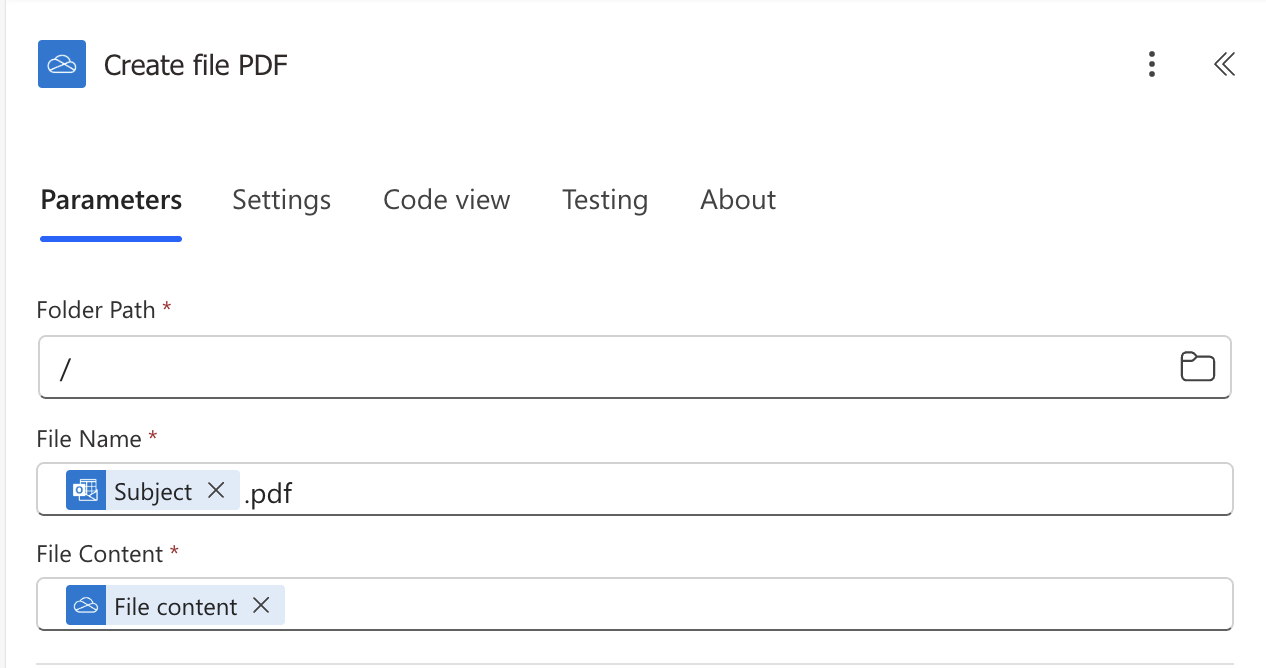 Create file PDF
Parameters Settings Code view Testing About
Folder Path *
/
File Name *
Subject .pdf
File Content *
File content